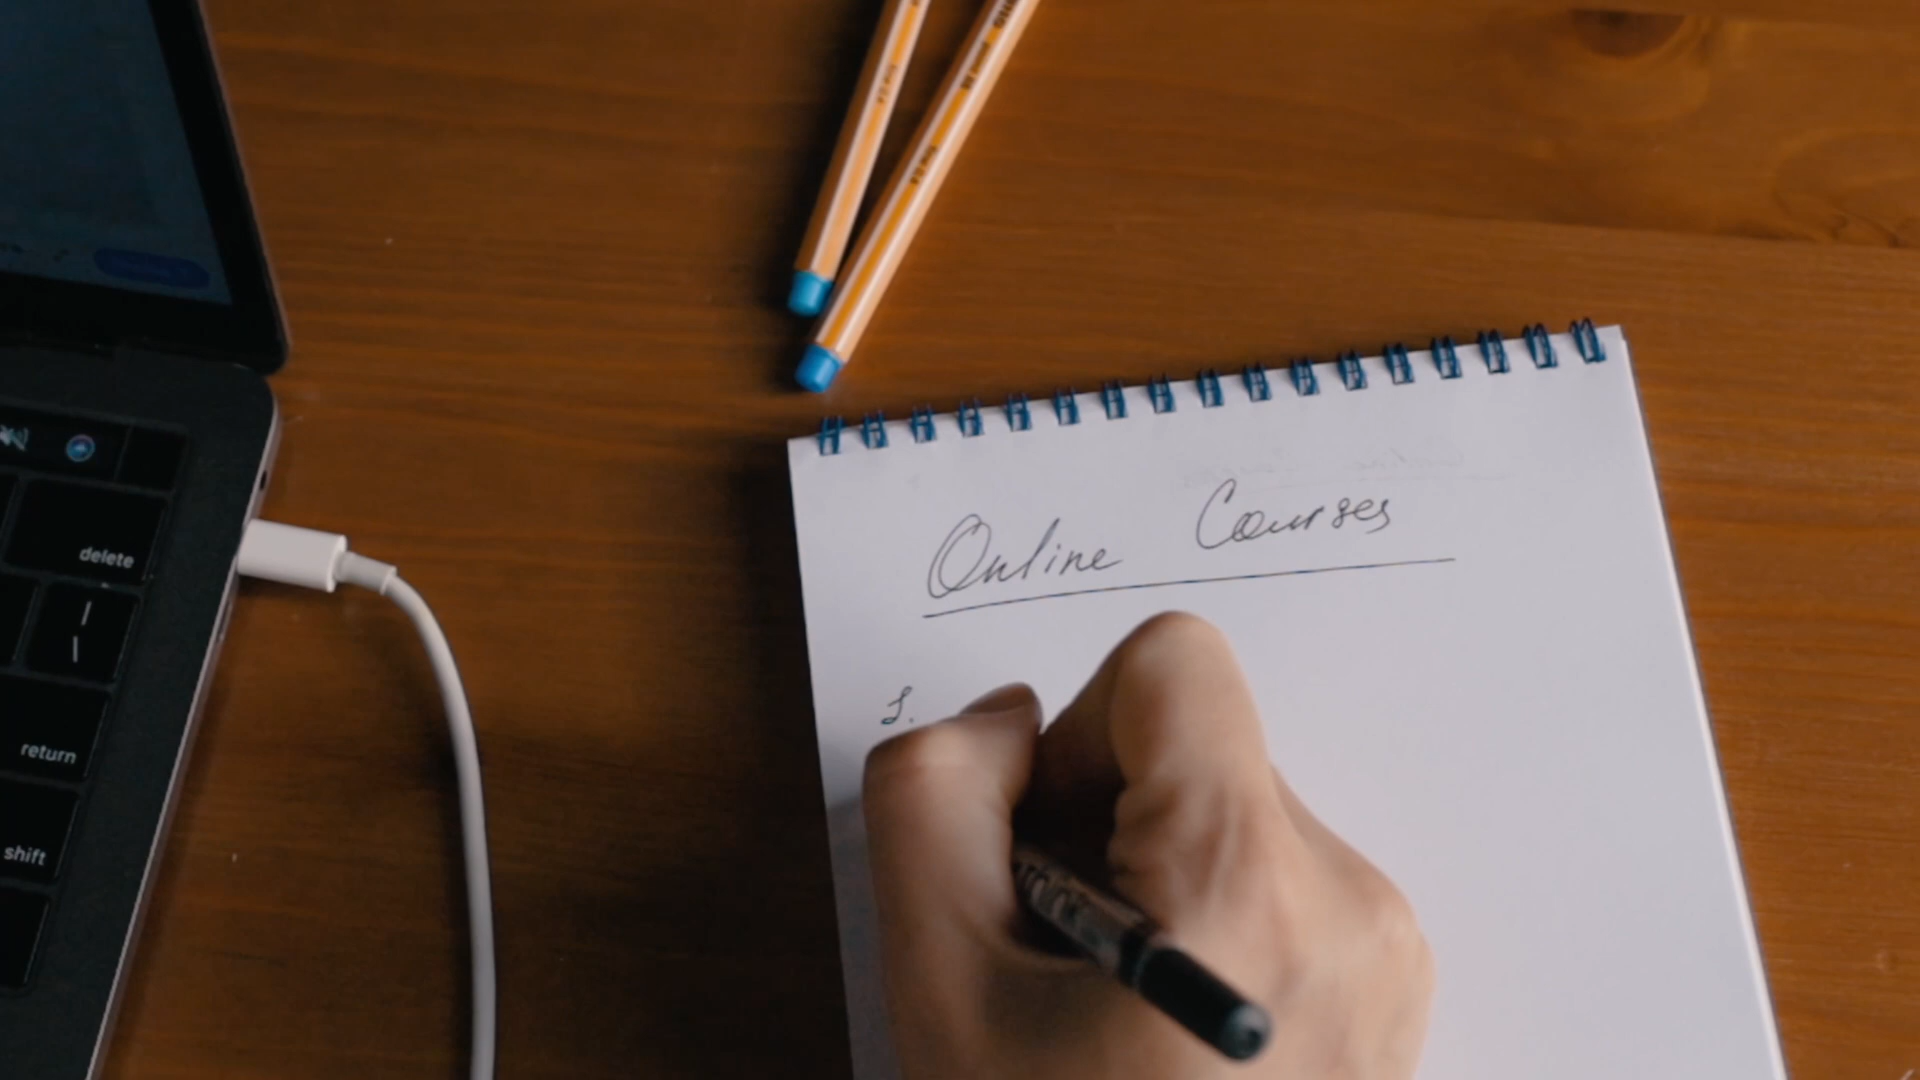 Online Courses
1.
delete
|
\
return
shift